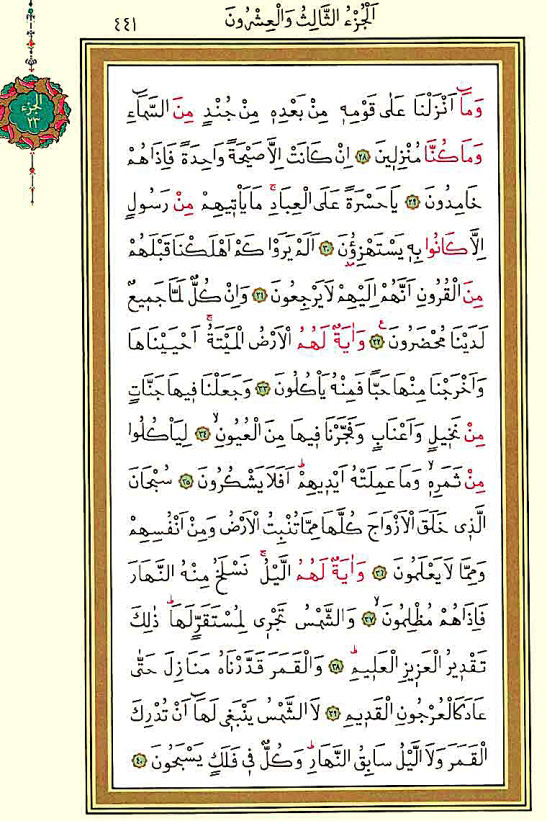 اَلْجُزْءُ الثَّالِثُ وَالْعِشْرُونَ
٤٤١
الجزء
٢٣
وَمَٓا اَنْزَلْنَا عَلٰى قَوْمِهٖ مِنْ بَعْدِهٖ مِنْ جُنْدٍ مِنَ السَّمَٓاءِ
وَمَا كُنَّا مُنْزِلٖينَ ﴿٢٨﴾ اِنْ كَانَتْ اِلَّا صَيْحَةً وَاحِدَةً فَاِذَا هُمْ
خَامِدُونَ ﴿٢٩﴾ يَا حَسْرَةً عَلَى الْعِبَادِۚ مَا يَاْتٖيهِمْ مِنْ رَسُولٍ
اِلَّا كَانُوا بِهٖ يَسْتَهْزِؤُ۫نَ ﴿٣٠﴾ اَلَمْ يَرَوْا كَمْ اَهْلَكْنَا قَبْلَهُمْ
مِنَ الْقُرُونِ اَنَّهُمْ اِلَيْهِمْ لَا يَرْجِعُونَ ﴿٣١﴾ وَاِنْ كُلٌّ لَمَّا جَمٖيعٌ
لَدَيْنَا مُحْضَرُونَ ﴿٣٢﴾ وَاٰيَةٌ لَهُمُ الْاَرْضُ الْمَيْتَةُۚ اَحْيَيْنَاهَا
وَاَخْرَجْنَا مِنْهَا حَبًّا فَمِنْهُ يَاْكُلُونَ ﴿٣٣﴾ وَجَعَلْنَا فٖيهَا جَنَّاتٍ
مِنْ نَخٖيلٍ وَاَعْنَابٍ وَفَجَّرْنَا فٖيهَا مِنَ الْعُيُونِۙ ﴿٣٤﴾ لِيَاْكُلُوا
مِنْ ثَمَرِهٖۙ وَمَا عَمِلَتْهُ اَيْدٖيهِمْۜ اَفَلَا يَشْكُرُونَ ﴿٣٥﴾ سُبْحَانَ
الَّذٖى خَلَقَ الْاَزْوَاجَ كُلَّهَا مِمَّا تُنْبِتُ الْاَرْضُ وَمِنْ اَنْفُسِهِمْ
وَمِمَّا لَا يَعْلَمُونَ ﴿٣٦﴾ وَاٰيَةٌ لَهُمُ الَّيْلُۚ نَسْلَخُ مِنْهُ النَّهَارَ
فَاِذَا هُمْ مُظْلِمُونَۙ ﴿٣٧﴾ وَالشَّمْسُ تَجْرٖى لِمُسْتَقَرٍّ لَهَاۜ ذٰلِكَ
تَقْدٖيرُ الْعَزٖيزِ الْعَلٖيمِۜ ﴿٣٨﴾ وَالْقَمَرَ قَدَّرْنَاهُ مَنَازِلَ حَتّٰى
عَادَ كَالْعُرْجُونِ الْقَدٖيمِ ﴿٣٩﴾ لَا الشَّمْسُ يَنْبَغٖى لَهَٓا اَنْ تُدْرِكَ
الْقَمَرَ وَلَا الَّيْلُ سَابِقُ النَّهَارِۜ وَكُلٌّ فٖى فَلَكٍ يَسْبَحُونَ ﴿٤٠﴾